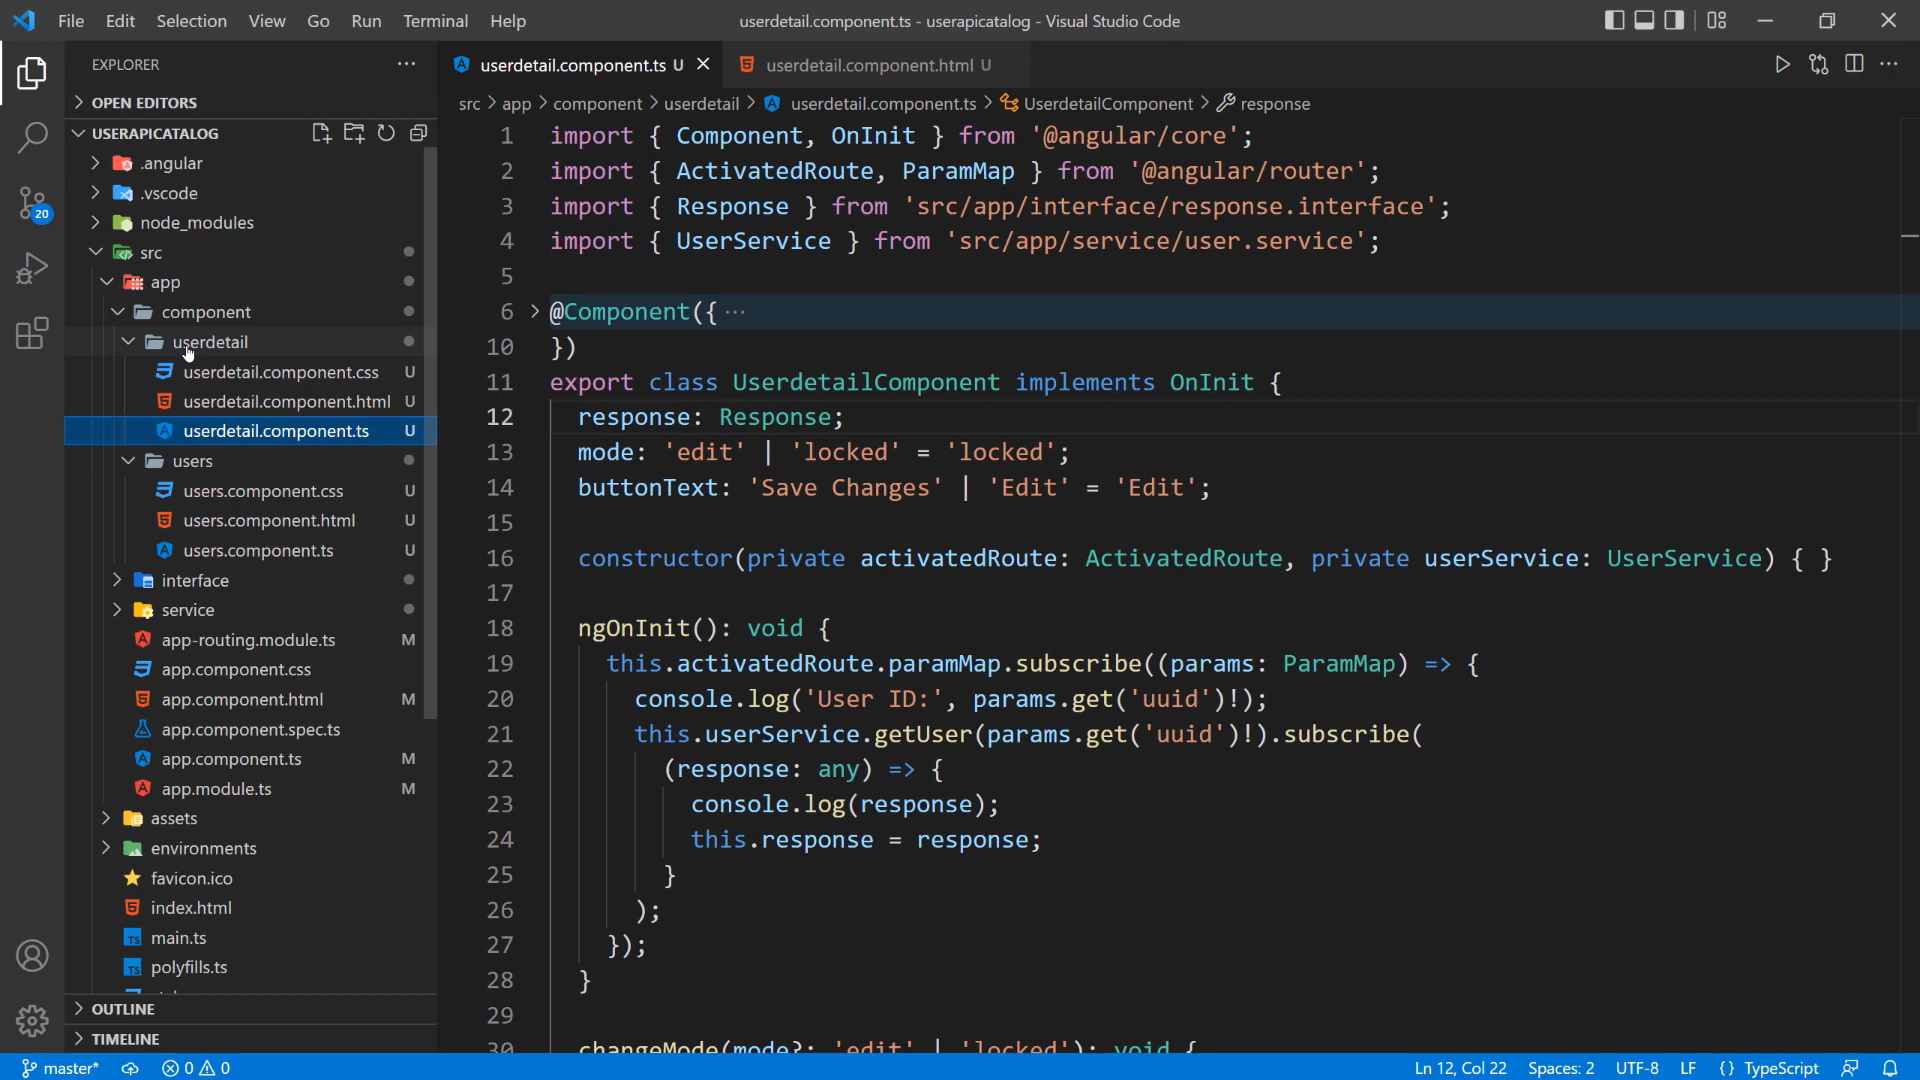 File Edit Selection View Go Run Terminal Help
userdetail.component.ts - userapicatalog - Visual Studio Code
EXPLORER
OPEN EDITORS
USERAPICATALOG
.angular
.vscode
node_modules
src
app
component
userdetail
userdetail.component.css U
userdetail.component.html U
userdetail.component.ts U
users
users.component.css U
users.component.html U
users.component.ts U
interface
service
app-routing.module.ts M
app.component.css
app.component.html M
app.component.spec.ts
app.component.ts M
app.module.ts M
assets
environments
favicon.ico
index.html
main.ts
polyfills.ts
OUTLINE
TIMELINE
20
userdetail.component.ts U
userdetail.component.html U
src > app > component > userdetail > userdetail.component.ts > UserdetailComponent > response
1 import { Component, OnInit } from '@angular/core';
2 import { ActivatedRoute, ParamMap } from '@angular/router';
3 import { Response } from 'src/app/interface/response.interface';
4 import { UserService } from 'src/app/service/user.service';
5
6 @Component({ ···
10 })
11 export class UserdetailComponent implements OnInit {
12 response: Response;
13 mode: 'edit' | 'locked' = 'locked';
14 buttonText: 'Save Changes' | 'Edit' = 'Edit';
15
16 constructor(private activatedRoute: ActivatedRoute, private userService: UserService) { }
17
18 ngOnInit(): void {
19 this.activatedRoute.paramMap.subscribe((params: ParamMap) => {
20 console.log('User ID:', params.get('uuid')!);
21 this.userService.getUser(params.get('uuid')!).subscribe(
22 (response: any) => {
23 console.log(response);
24 this.response = response;
25 }
26 );
27 });
28 }
29
30 changeMode(mode?: 'edit' | 'locked'): void {
master* 0 0
Ln 12, Col 22 Spaces: 2 UTF-8 LF {} TypeScript